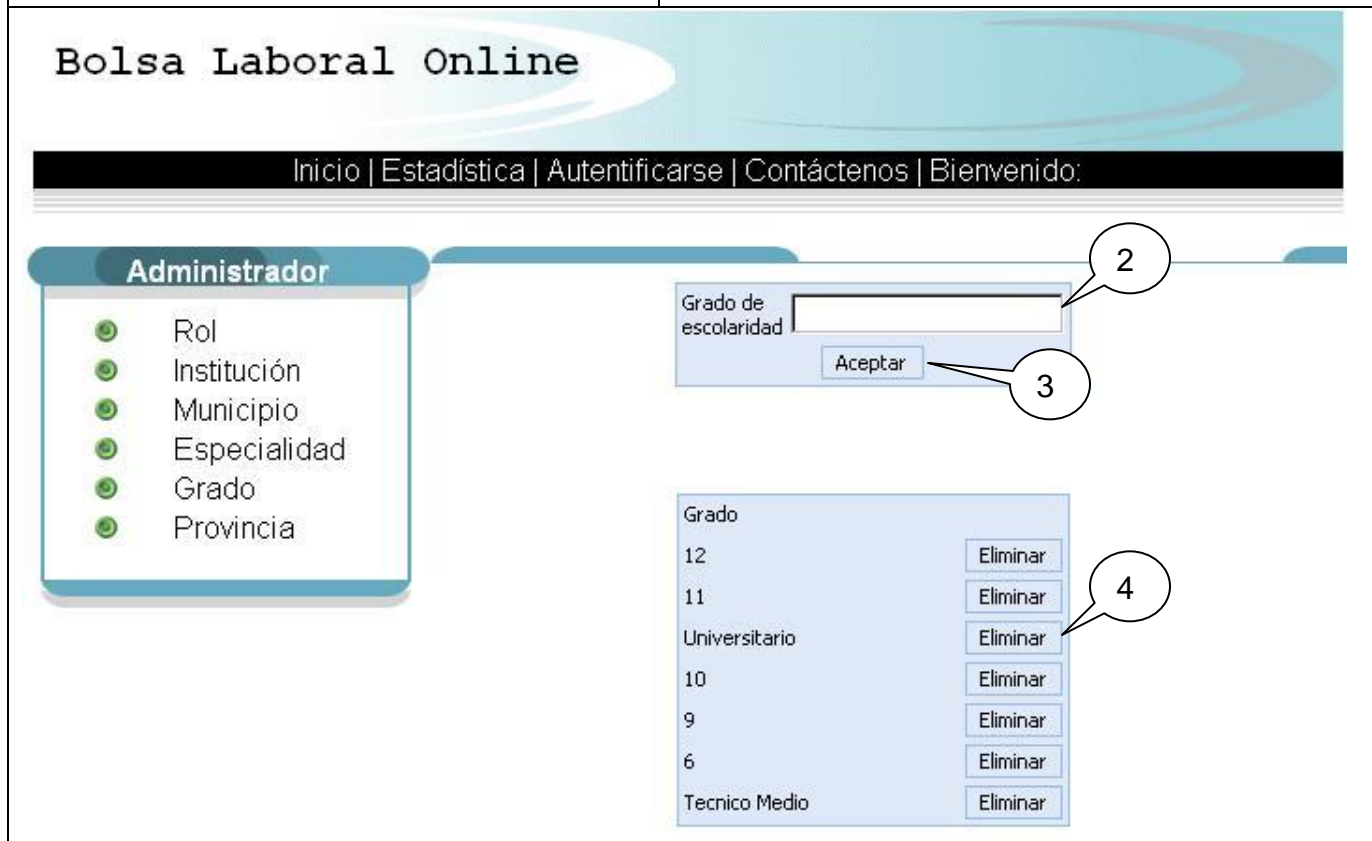 Bolsa Laboral Online
Inicio | Estadística | Autentificarse | Contáctenos | Bienvenido:
Administrador
Rol
Institución
Municipio
Especialidad
Grado
Provincia
2
Grado de
escolaridad
Aceptar
3
Grado
12 Eliminar
11 Eliminar
4
Universitario Eliminar
10 Eliminar
9 Eliminar
6 Eliminar
Tecnico Medio Eliminar